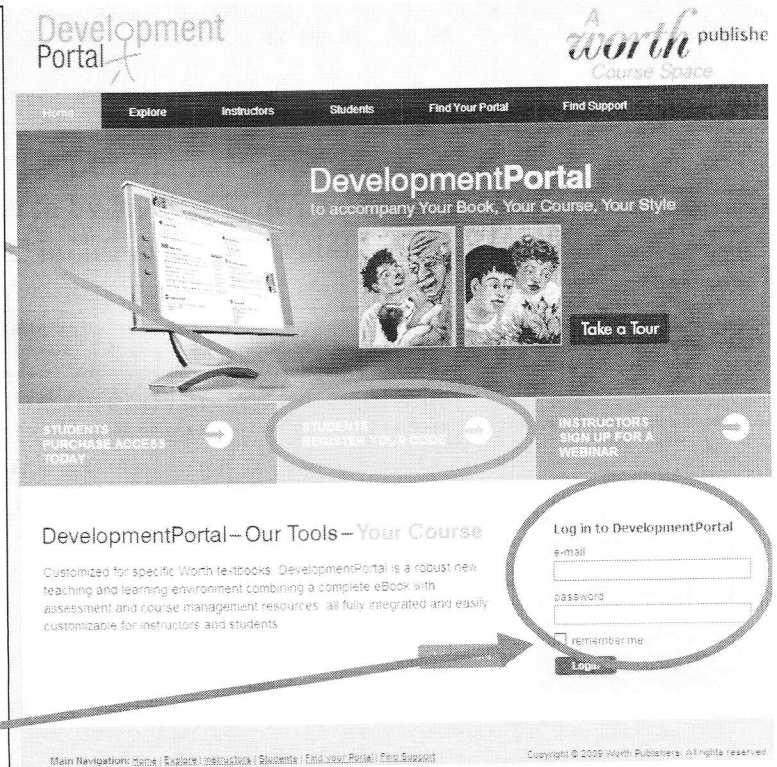 Development
Portal
A
worth publishe
Course Space
Home Explore Instructors Students Find Your Portal Find Support
DevelopmentPortal
to accompany Your Book, Your Course, Your Style
Take a Tour
STUDENTS
PURCHASE ACCESS
TODAY
STUDENTS
REGISTER YOUR CODE
INSTRUCTORS
SIGN UP FOR A
WEBINAR
DevelopmentPortal–Our Tools–Your Course
Customized for specific Worth textbooks. DevelopmentPortal is a robust new
teaching and learning environment combining a complete eBook with
assessment and course management resources, all fully integrated and easily
customizable for instructors and students
Log in to DevelopmentPortal
e-mail
password
remember me
Login
Main Navigation: Home | Explore | Instructors | Students | Find your Portal | Find Support
Copyright © 2009 Worth Publishers. All rights reserved.